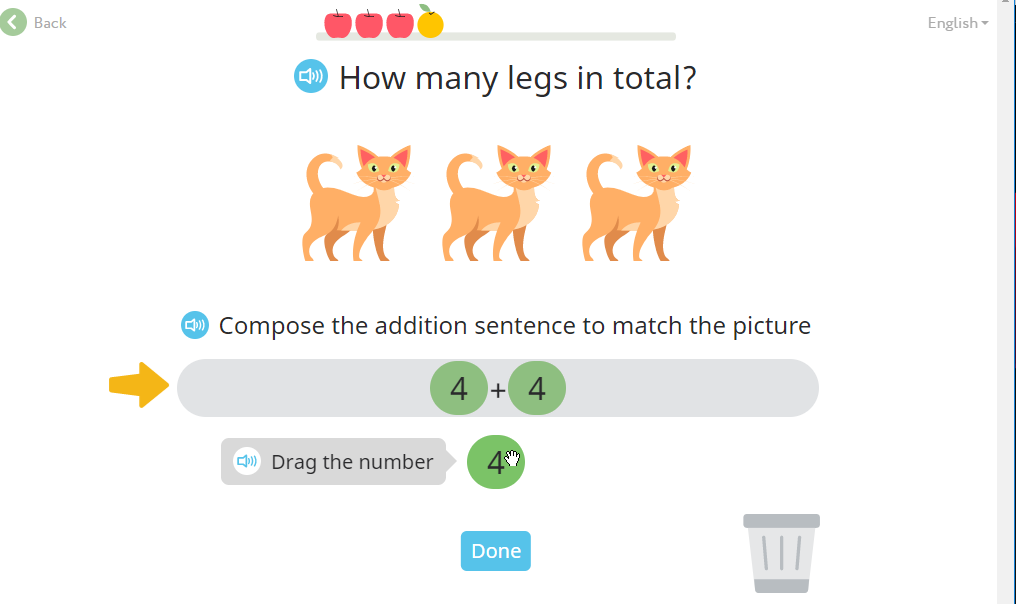 Back
English
How many legs in total?
Compose the addition sentence to match the picture
4 + 4
Drag the number
4
Done